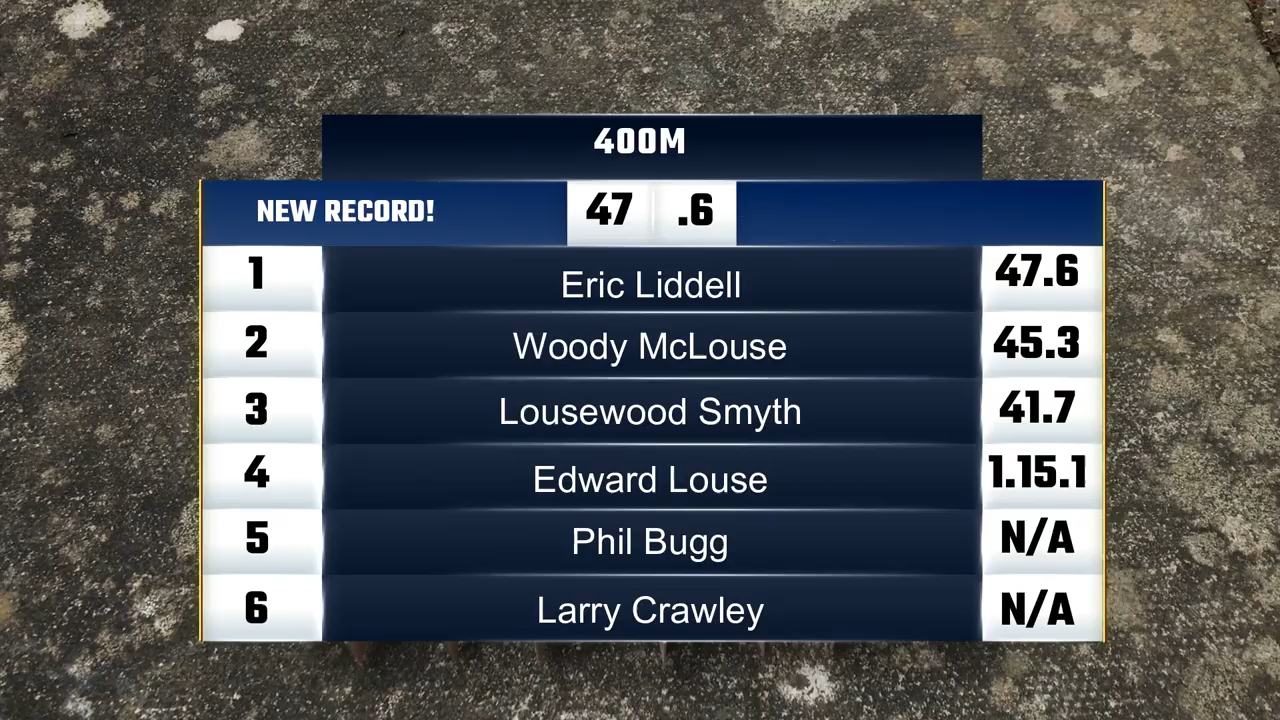 400M
NEW RECORD! 47 .6
1 Eric Liddell 47.6
2 Woody McLouse 45.3
3 Lousewood Smyth 41.7
4 Edward Louse 1.15.1
5 Phil Bugg N/A
6 Larry Crawley N/A